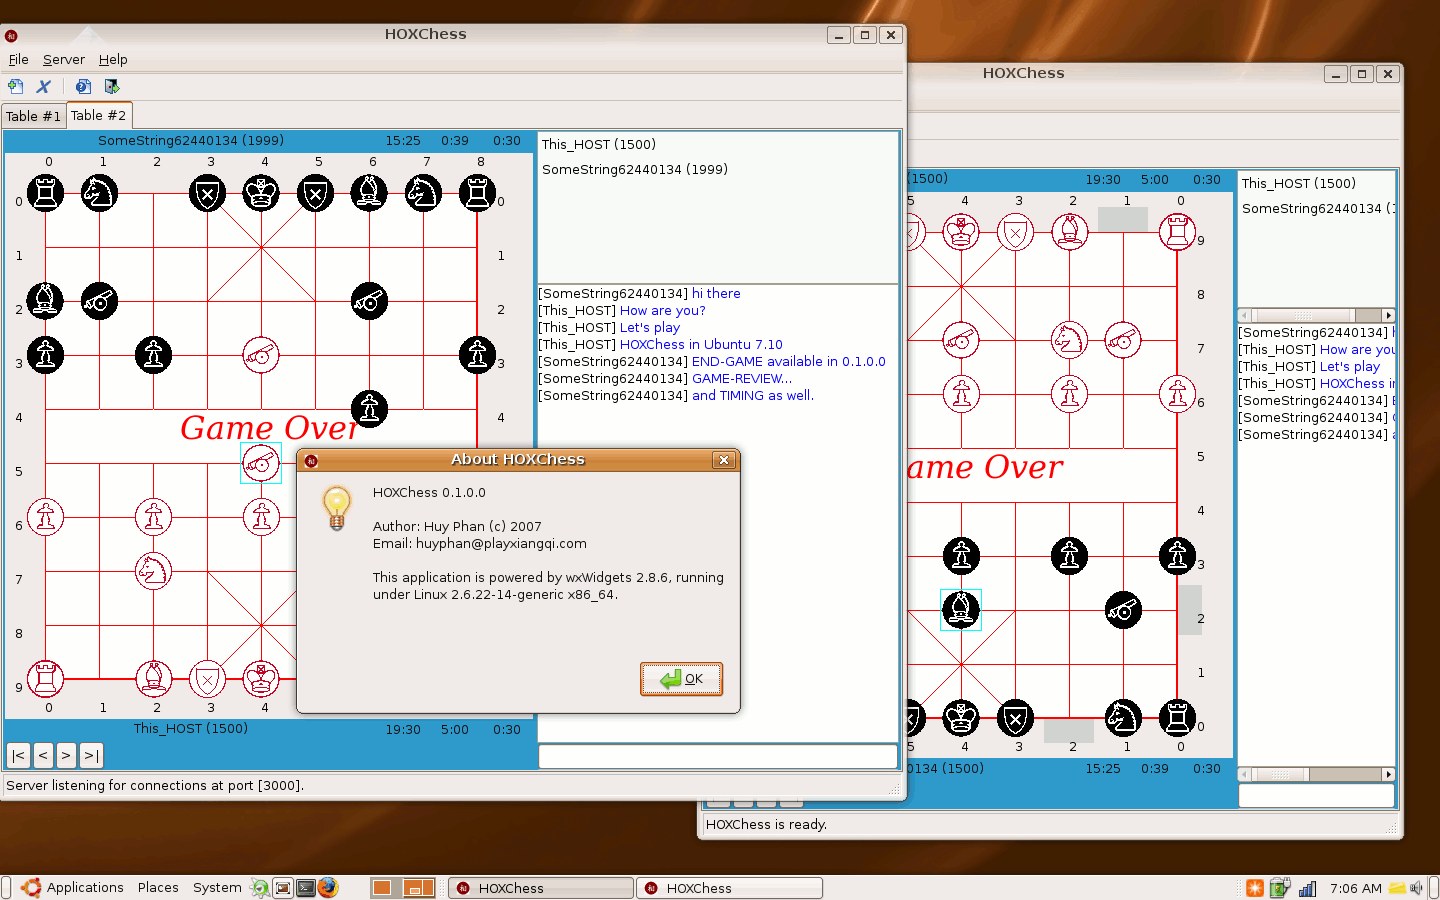 HOXChess
File Server Help
Table #1 Table #2
SomeString62440134 (1999) 15:25 0:39 0:30
0 1 2 3 4 5 6 7 8
0 0
1 1
2 2
3 3
4 4
Game Over
5
6
7
8
9
0 1 2 3 4
This_HOST (1500) 19:30 5:00 0:30
|< < > >|
Server listening for connections at port [3000].
This_HOST (1500)
SomeString62440134 (1999)
[SomeString62440134] hi there
[This_HOST] How are you?
[This_HOST] Let's play
[This_HOST] HOXChess in Ubuntu 7.10
[SomeString62440134] END-GAME available in 0.1.0.0
[SomeString62440134] GAME-REVIEW...
[SomeString62440134] and TIMING as well.
About HOXChess
HOXChess 0.1.0.0
Author: Huy Phan (c) 2007
Email: huyphan@playxiangqi.com
This application is powered by wxWidgets 2.8.6, running
under Linux 2.6.22-14-generic x86_64.
OK
HOXChess
(1500) 19:30 5:00 0:30
5 4 3 2 1 0
9
8
7
6
5
ame Over
4
3
2
1
0
5 4 3 2 1 0
0134 (1500) 15:25 0:39 0:30
HOXChess is ready.
This_HOST (1500)
SomeString62440134 (1
[SomeString62440134] h
[This_HOST] How are you
[This_HOST] Let's play
[This_HOST] HOXChess in
[SomeString62440134] E
[SomeString62440134] G
[SomeString62440134] a
Applications Places System HOXChess HOXChess 7:06 AM